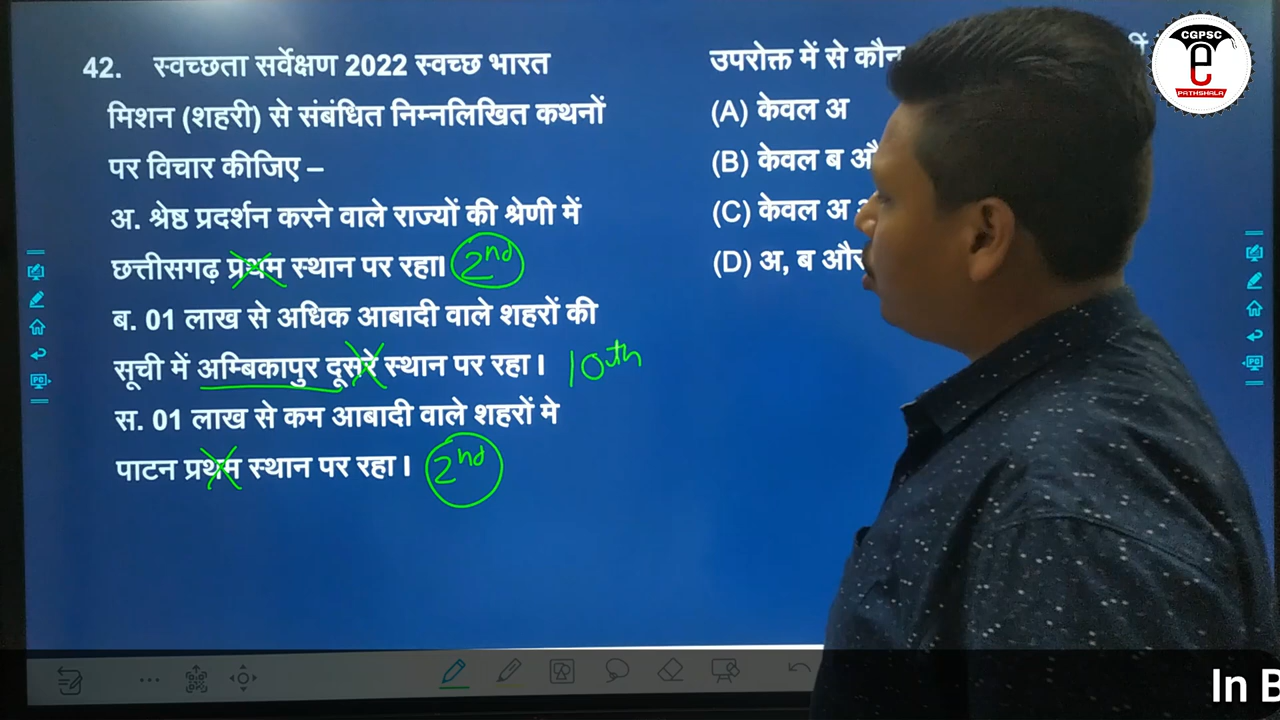 42. स्वच्छता सर्वेक्षण 2022 स्वच्छ भारत
मिशन (शहरी) से संबंधित निम्नलिखित कथनों
पर विचार कीजिए –
अ. श्रेष्ठ प्रदर्शन करने वाले राज्यों की श्रेणी में
छत्तीसगढ़ प्रथम स्थान पर रहा। 2nd
ब. 01 लाख से अधिक आबादी वाले शहरों की
सूची में अम्बिकापुर दूसरे स्थान पर रहा। 10th
स. 01 लाख से कम आबादी वाले शहरों मे
पाटन प्रथम स्थान पर रहा। 2nd
उपरोक्त में से कौन
(A) केवल अ
(B) केवल ब
(C) केवल अ
(D) अ, ब और
CGPSC
e
PATHSHALA
In